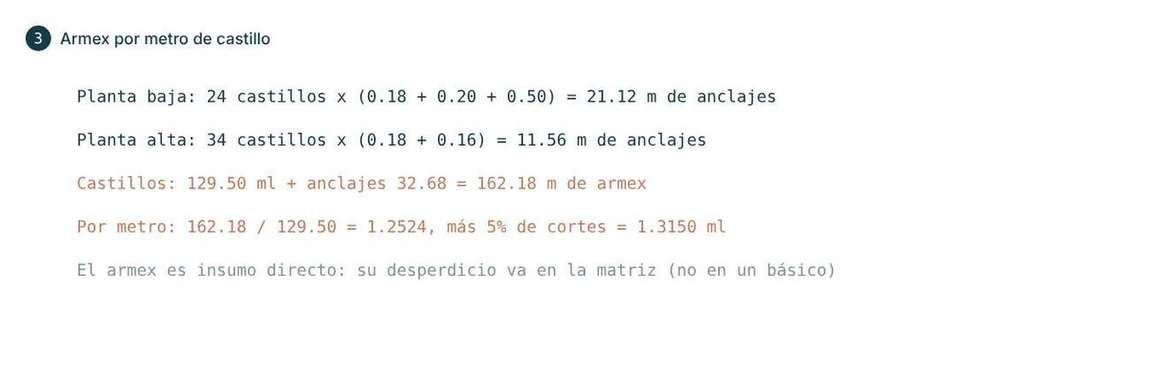 3 Armex por metro de castillo
Planta baja: 24 castillos x (0.18 + 0.20 + 0.50) = 21.12 m de anclajes
Planta alta: 34 castillos x (0.18 + 0.16) = 11.56 m de anclajes
Castillos: 129.50 ml + anclajes 32.68 = 162.18 m de armex
Por metro: 162.18 / 129.50 = 1.2524, más 5% de cortes = 1.3150 ml
El armex es insumo directo: su desperdicio va en la matriz (no en un básico)